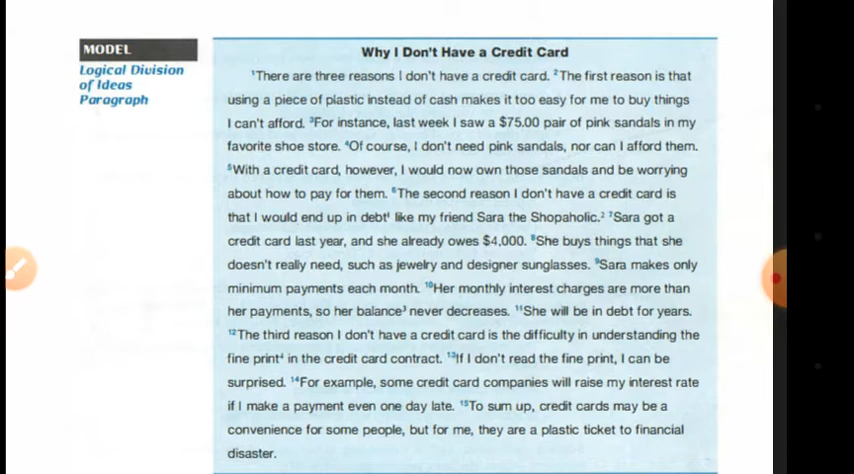 MODEL
Logical Division
of Ideas
Paragraph
Why I Don't Have a Credit Card
¹There are three reasons I don't have a credit card. ²The first reason is that
using a piece of plastic instead of cash makes it too easy for me to buy things
I can't afford. ³For instance, last week I saw a $75.00 pair of pink sandals in my
favorite shoe store. ⁴Of course, I don't need pink sandals, nor can I afford them.
⁵With a credit card, however, I would now own those sandals and be worrying
about how to pay for them. ⁶The second reason I don't have a credit card is
that I would end up in debt¹ like my friend Sara the Shopaholic.² ⁷Sara got a
credit card last year, and she already owes $4,000. ⁸She buys things that she
doesn't really need, such as jewelry and designer sunglasses. ⁹Sara makes only
minimum payments each month. ¹⁰Her monthly interest charges are more than
her payments, so her balance³ never decreases. ¹¹She will be in debt for years.
¹²The third reason I don't have a credit card is the difficulty in understanding the
fine print⁴ in the credit card contract. ¹³If I don't read the fine print, I can be
surprised. ¹⁴For example, some credit card companies will raise my interest rate
if I make a payment even one day late. ¹⁵To sum up, credit cards may be a
convenience for some people, but for me, they are a plastic ticket to financial
disaster.